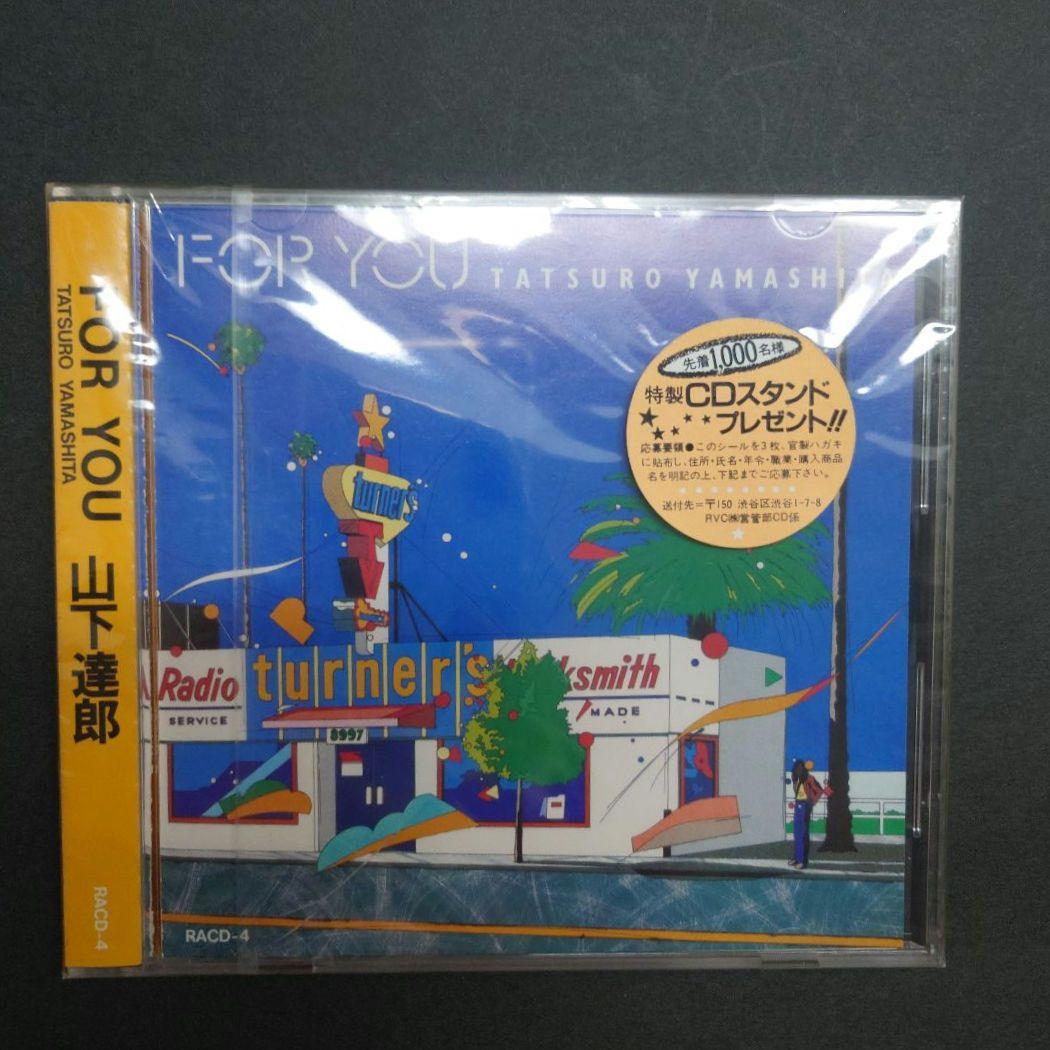 FOR YOU 山下達郎
TATSURO YAMASHITA
RACD-4
FOR YOU TATSURO YAMASHITA
先着1,000名様
特製CDスタンド
プレゼント!!
応募要領●このシールを3枚、官製ハガキ
に貼布し、住所・氏名・年令・職業・購入商品
名を明記の上、下記までご応募下さい。
送付先=〒150 渋谷区渋谷1-7-8
RVC㈱営管部CD係
turner's
Radio
SERVICE
turner's
ksmith
MADE
8997
RACD-4